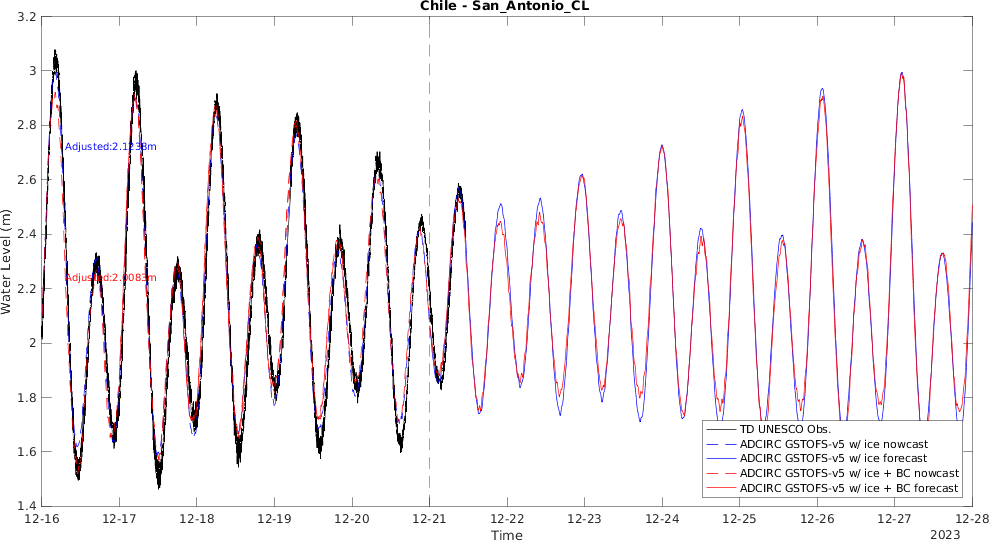 Chile - San_Antonio_CL
Water Level (m)
3.2
3
2.8
2.6
2.4
2.2
2
1.8
1.6
1.4
Adjusted:2.1238m
Adjusted:2.0083m
TD UNESCO Obs.
ADCIRC GSTOFS-v5 w/ ice nowcast
ADCIRC GSTOFS-v5 w/ ice forecast
ADCIRC GSTOFS-v5 w/ ice + BC nowcast
ADCIRC GSTOFS-v5 w/ ice + BC forecast
12-16 12-17 12-18 12-19 12-20 12-21 12-22 12-23 12-24 12-25 12-26 12-27 12-28
Time
2023